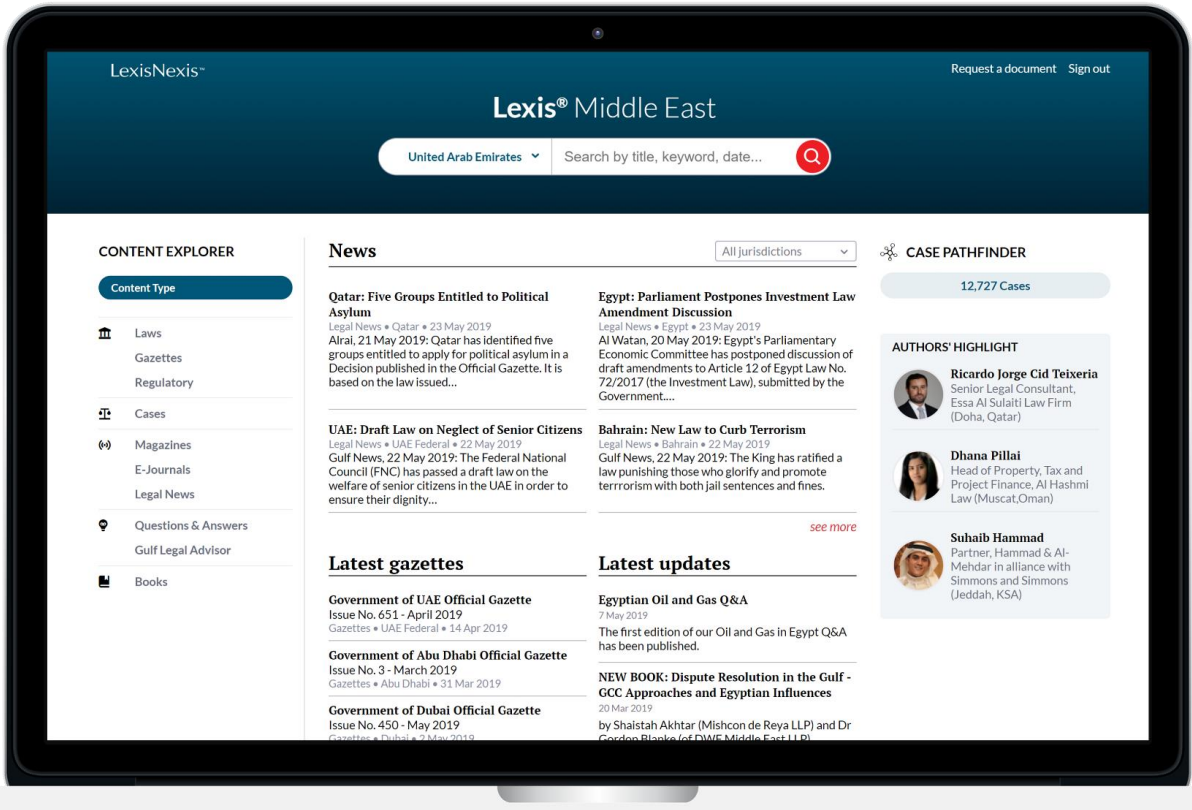 LexisNexis™
Request a document Sign out
Lexis® Middle East
United Arab Emirates
Search by title, keyword, date...
CONTENT EXPLORER
Content Type
Laws
Gazettes
Regulatory
Cases
Magazines
E-Journals
Legal News
Questions & Answers
Gulf Legal Advisor
Books
News
All jurisdictions
Qatar: Five Groups Entitled to Political
Asylum
Legal News • Qatar • 23 May 2019
Alrai, 21 May 2019: Qatar has identified five
groups entitled to apply for political asylum in a
Decision published in the Official Gazette. It is
based on the law issued...
Egypt: Parliament Postpones Investment Law
Amendment Discussion
Legal News • Egypt • 23 May 2019
Al Watan, 20 May 2019: Egypt's Parliamentary
Economic Committee has postponed discussion of
draft amendments to Article 12 of Egypt Law No.
72/2017 (the Investment Law), submitted by the
Government....
UAE: Draft Law on Neglect of Senior Citizens
Legal News • UAE Federal • 22 May 2019
Gulf News, 22 May 2019: The Federal National
Council (FNC) has passed a draft law on the
welfare of senior citizens in the UAE in order to
ensure their dignity...
Bahrain: New Law to Curb Terrorism
Legal News • Bahrain • 22 May 2019
Gulf News, 22 May 2019: The King has ratified a
law punishing those who glorify and promote
terrrorism with both jail sentences and fines.
see more
Latest gazettes
Government of UAE Official Gazette
Issue No. 651 - April 2019
Gazettes • UAE Federal • 14 Apr 2019
Government of Abu Dhabi Official Gazette
Issue No. 3 - March 2019
Gazettes • Abu Dhabi • 31 Mar 2019
Government of Dubai Official Gazette
Issue No. 450 - May 2019
Gazettes • Dubai • 2 May 2019
Latest updates
Egyptian Oil and Gas Q&A
7 May 2019
The first edition of our Oil and Gas in Egypt Q&A
has been published.
NEW BOOK: Dispute Resolution in the Gulf -
GCC Approaches and Egyptian Influences
20 Mar 2019
by Shaistah Akhtar (Mishcon de Reya LLP) and Dr
Gordon Blanke (of DWF Middle East LLP)
CASE PATHFINDER
12,727 Cases
AUTHORS' HIGHLIGHT
Ricardo Jorge Cid Teixeria
Senior Legal Consultant,
Essa Al Sulaiti Law Firm
(Doha, Qatar)
Dhana Pillai
Head of Property, Tax and
Project Finance, Al Hashmi
Law (Muscat,Oman)
Suhaib Hammad
Partner, Hammad & Al-
Mehdar in alliance with
Simmons and Simmons
(Jeddah, KSA)